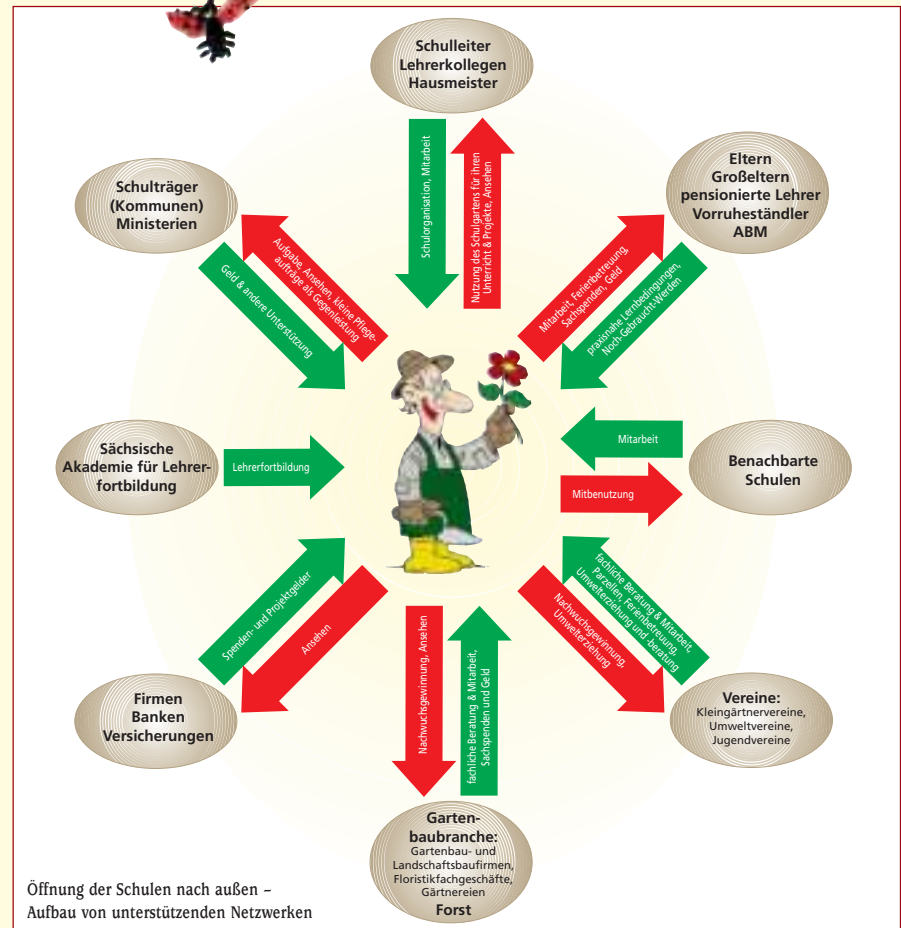 Schulleiter
Lehrerkollegen
Hausmeister
Schulorganisation, Mitarbeit
Nutzung des Schulgartens für ihren
Unterricht & Projekte, Ansehen
Eltern
Großeltern
pensionierte Lehrer
Vorruheständler
ABM
Mitarbeit, Ferienbetreuung,
Sachspenden, Geld
praxisnahe Lernbedingungen,
Noch-Gebraucht-Werden
Schulträger
(Kommunen)
Ministerien
Aufgabe, Ansehen, kleine Pflege-
aufträge als Gegenleistung
Geld & andere Unterstützung
Sächsische
Akademie für Lehrer-
fortbildung
Lehrerfortbildung
Mitarbeit
Mitbenutzung
Benachbarte
Schulen
Firmen
Banken
Versicherungen
Spenden- und Projektgelder
Ansehen
Nachwuchsgewinnung, Ansehen
fachliche Beratung & Mitarbeit,
Sachspenden und Geld
Nachwuchsgewinnung,
Umwelterziehung
fachliche Beratung & Mitarbeit,
Parzellen, Ferienbetreuung,
Umwelterziehung und -beratung
Vereine:
Kleingärtnervereine,
Umweltvereine,
Jugendvereine
Garten-
baubranche:
Gartenbau- und
Landschaftsbaufirmen,
Floristikfachgeschäfte,
Gärtnereien
Forst
Öffnung der Schulen nach außen –
Aufbau von unterstützenden Netzwerken